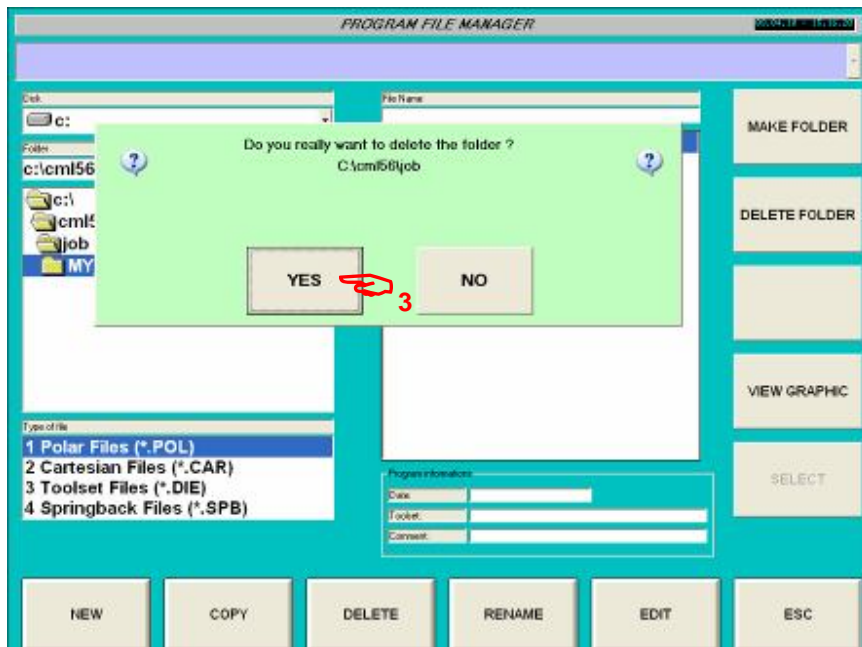 PROGRAM FILE MANAGER
Disk
c:
File Name
MAKE FOLDER
Folder
c:\cml56
Do you really want to delete the folder ?
C:\cml56\job
c:\
cml5
job
MY
DELETE FOLDER
YES
3
NO
VIEW GRAPHIC
Type of file
1 Polar Files (*.POL)
2 Cartesian Files (*.CAR)
3 Toolset Files (*.DIE)
4 Springback Files (*.SPB)
Program informations
Date:
Toolset:
Comment:
SELECT
NEW
COPY
DELETE
RENAME
EDIT
ESC